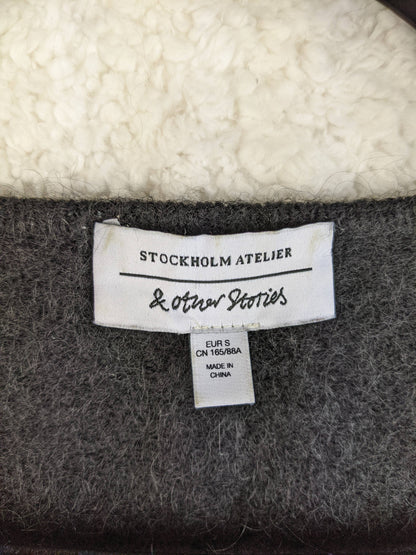 STOCKHOLM ATELIER
& other Stories
EUR S
CN 165/88A
MADE IN
CHINA